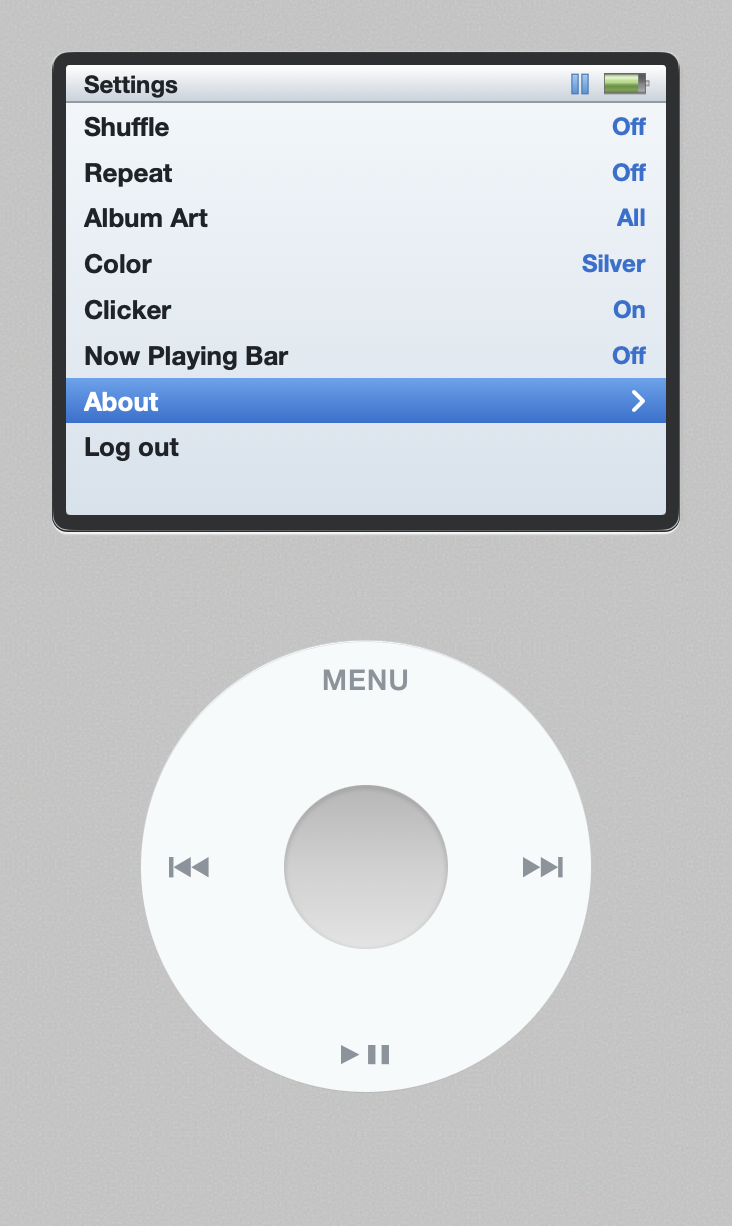 Settings
Shuffle Off
Repeat Off
Album Art All
Color Silver
Clicker On
Now Playing Bar Off
About
Log out
MENU